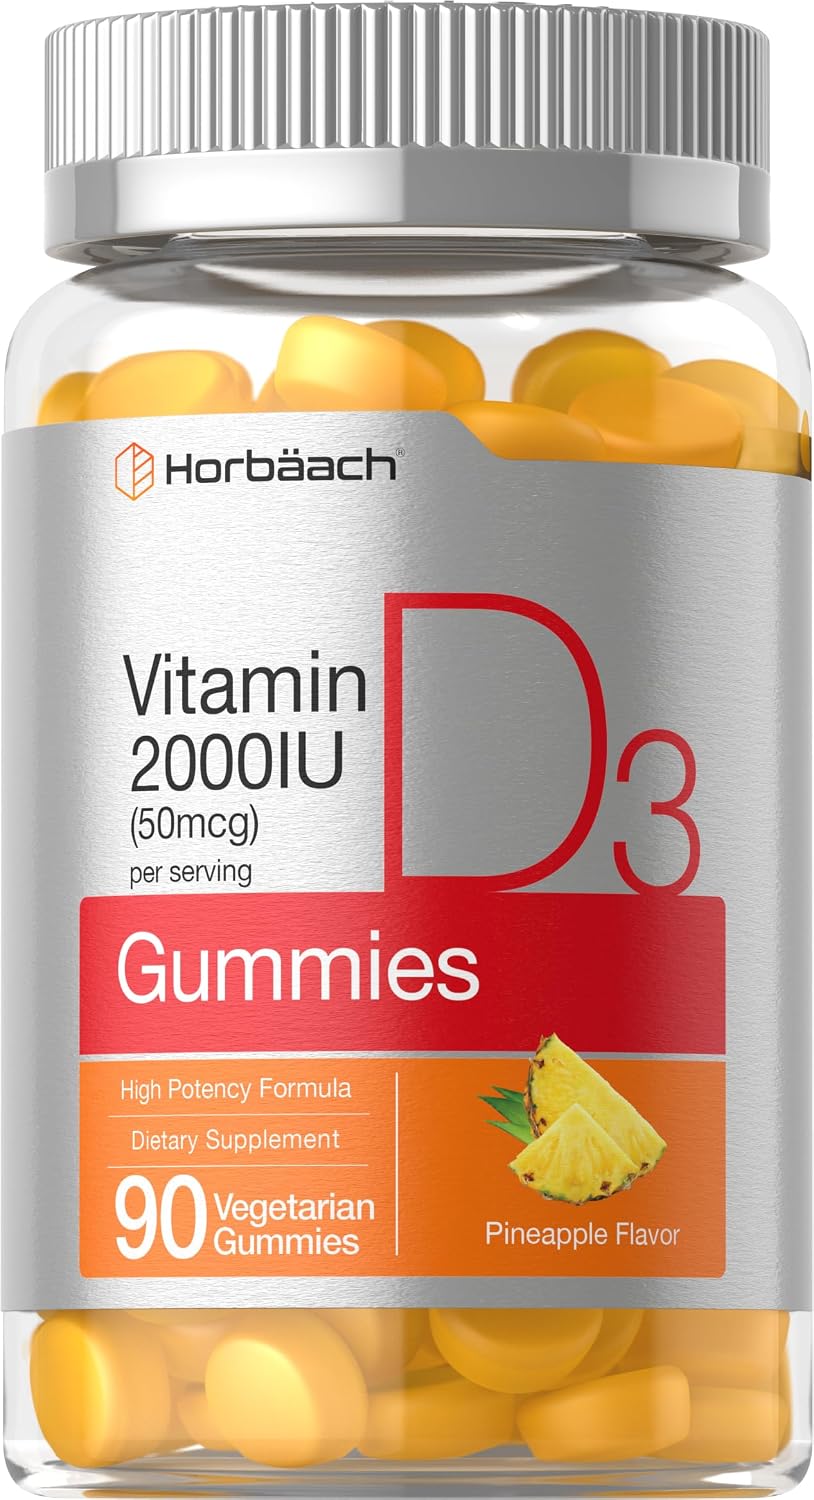 Horbäach®
Vitamin
2000IU
(50mcg)
per serving
D3
Gummies
High Potency Formula
Dietary Supplement
90 Vegetarian
Gummies
Pineapple Flavor